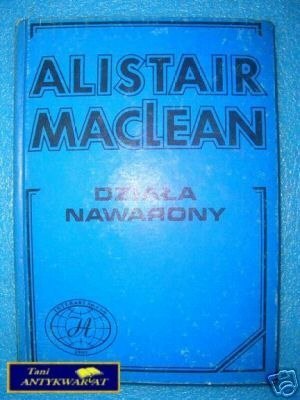 ALISTAIR
MACLEAN
DZIAŁA
NAWARONY
Tani
ANTYKWARIAT